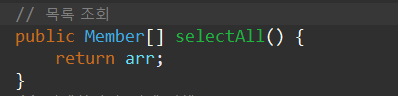 // 목록 조회
public Member[] selectAll() {
    return arr;
}